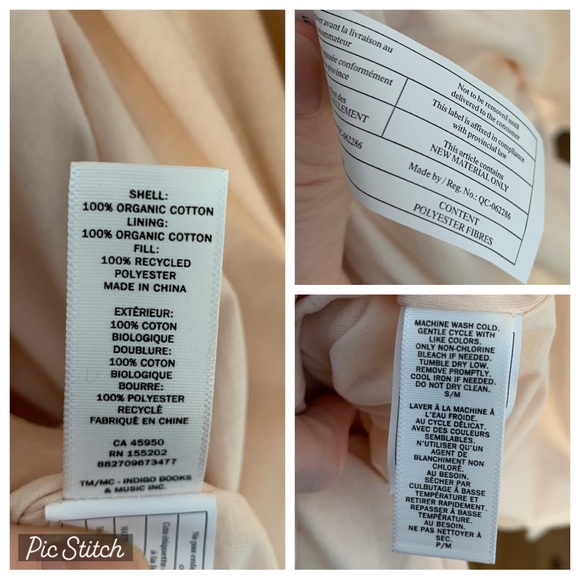 SHELL:
100% ORGANIC COTTON
LINING:
100% ORGANIC COTTON
FILL:
100% RECYCLED
POLYESTER
MADE IN CHINA
EXTÉRIEUR:
100% COTON
BIOLOGIQUE
DOUBLURE:
100% COTON
BIOLOGIQUE
BOURRE:
100% POLYESTER
RECYCLÉ
FABRIQUÉ EN CHINE
CA 45950
RN 155202
882709673477
TM/MC - INDIGO BOOKS
& MUSIC INC.
Pic Stitch
avant la livraison au
conformément
Not to be removed until
delivered to the consumer
This label is affixed in compliance
with provincial law
This article contains
NEW MATERIAL ONLY
Made by / Reg. No.: QC-062286
CONTENT
POLYESTER FIBRES
MACHINE WASH COLD.
GENTLE CYCLE WITH
LIKE COLORS.
ONLY NON-CHLORINE
BLEACH IF NEEDED.
TUMBLE DRY LOW,
REMOVE PROMPTLY.
COOL IRON IF NEEDED.
DO NOT DRY CLEAN.
S/M
LAVER À LA MACHINE À
L'EAU FROIDE.
AU CYCLE DÉLICAT.
AVEC DES COULEURS
SEMBLABLES.
N'UTILISER QU'UN
AGENT DE
BLANCHIMENT NON
CHLORÉ,
AU BESOIN.
SÉCHER PAR
CULBUTAGE À BASSE
TEMPÉRATURE ET
RETIRER RAPIDEMENT.
REPASSER À BASSE
TEMPÉRATURE
AU BESOIN.
NE PAS NETTOYER À
SEC.
P/M